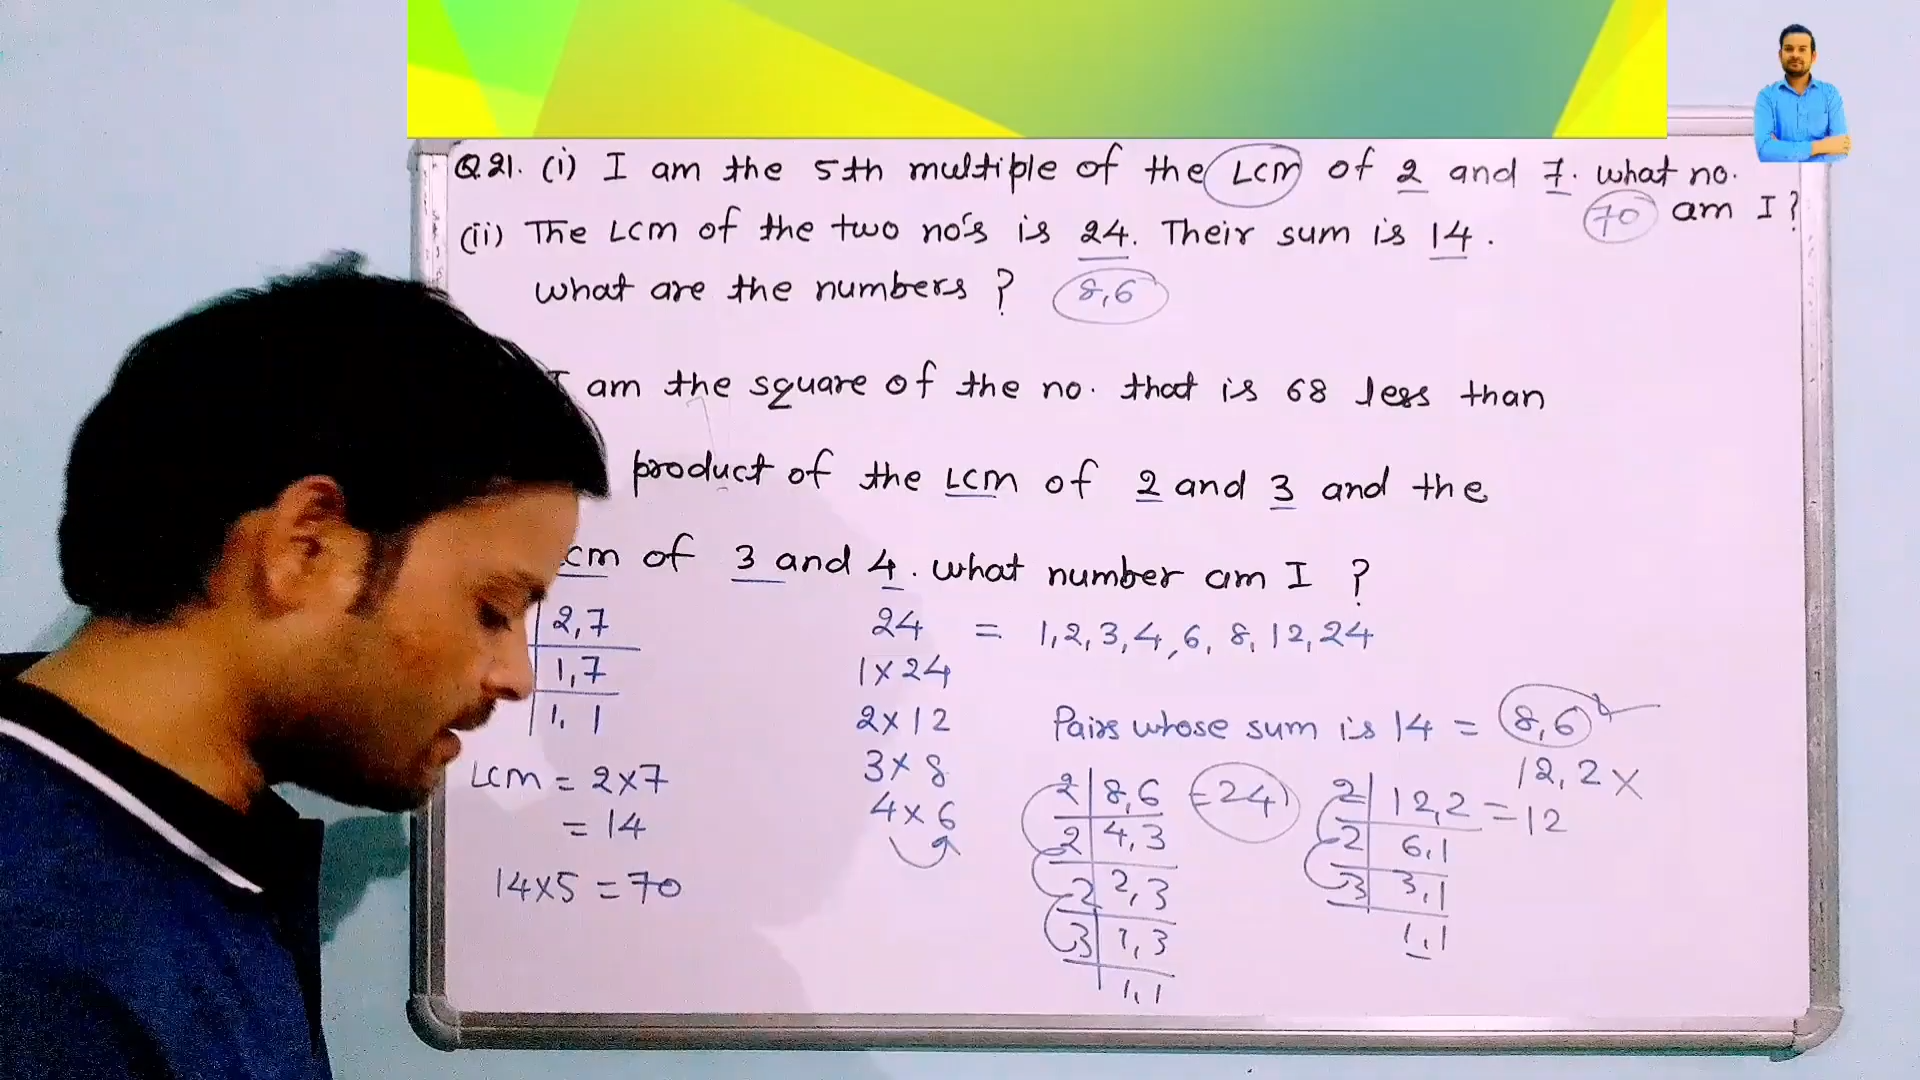 Q21. (i) I am the 5th multiple of the LCM of 2 and 7. what no.
am I? 70
(ii) The LCM of the two no's is 24. Their sum is 14.
what are the numbers ? 8,6
I am the square of the no. that is 68 less than
product of the LCM of 2 and 3 and the
cm of 3 and 4. what number am I ?
2,7
1,7
1, 1
LCM = 2x7
= 14
14x5 = 70
24 = 1,2,3,4,6, 8, 12,24
1x24
2x12
3x8
4x6
Pairs whose sum is 14 = 8,6
12,2 x
2 8,6 =24
2 4,3
2 2,3
3 1,3
1,1
2 12,2 = 12
2 6,1
3 3,1
1,1